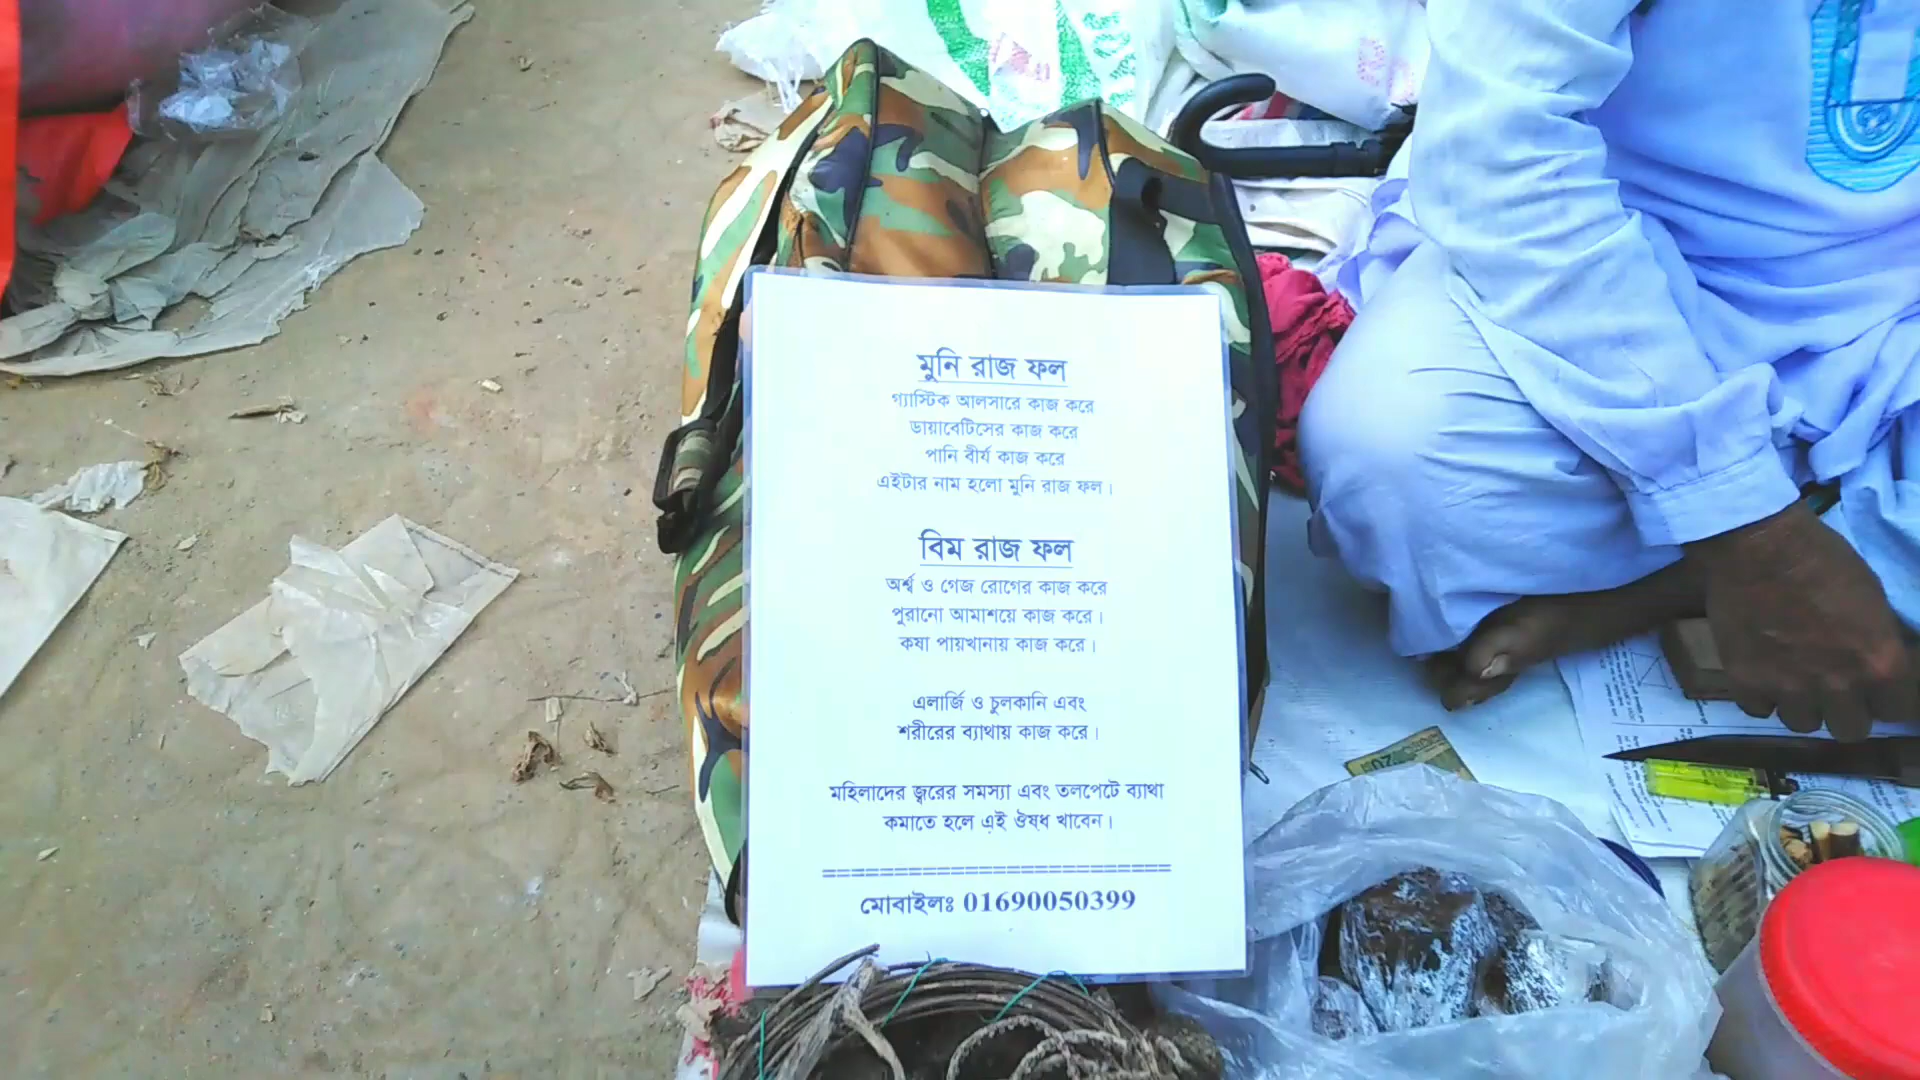 মুনি রাজ ফল
গ্যাস্টিক আলসারে কাজ করে
ডায়াবেটিসের কাজ করে
পানি বীর্য কাজ করে
এইটার নাম হলো মুনি রাজ ফল।
বিম রাজ ফল
অর্শ্ব ও গেজ রোগের কাজ করে
পুরানো আমাশয়ে কাজ করে।
কষা পায়খানায় কাজ করে।
এলার্জি ও চুলকানি এবং
শরীরের ব্যাথায় কাজ করে।
মহিলাদের জ্বরের সমস্যা এবং তলপেটে ব্যাথা
কমাতে হলে এই ঔষধ খাবেন।
========================
মোবাইলঃ 01690050399